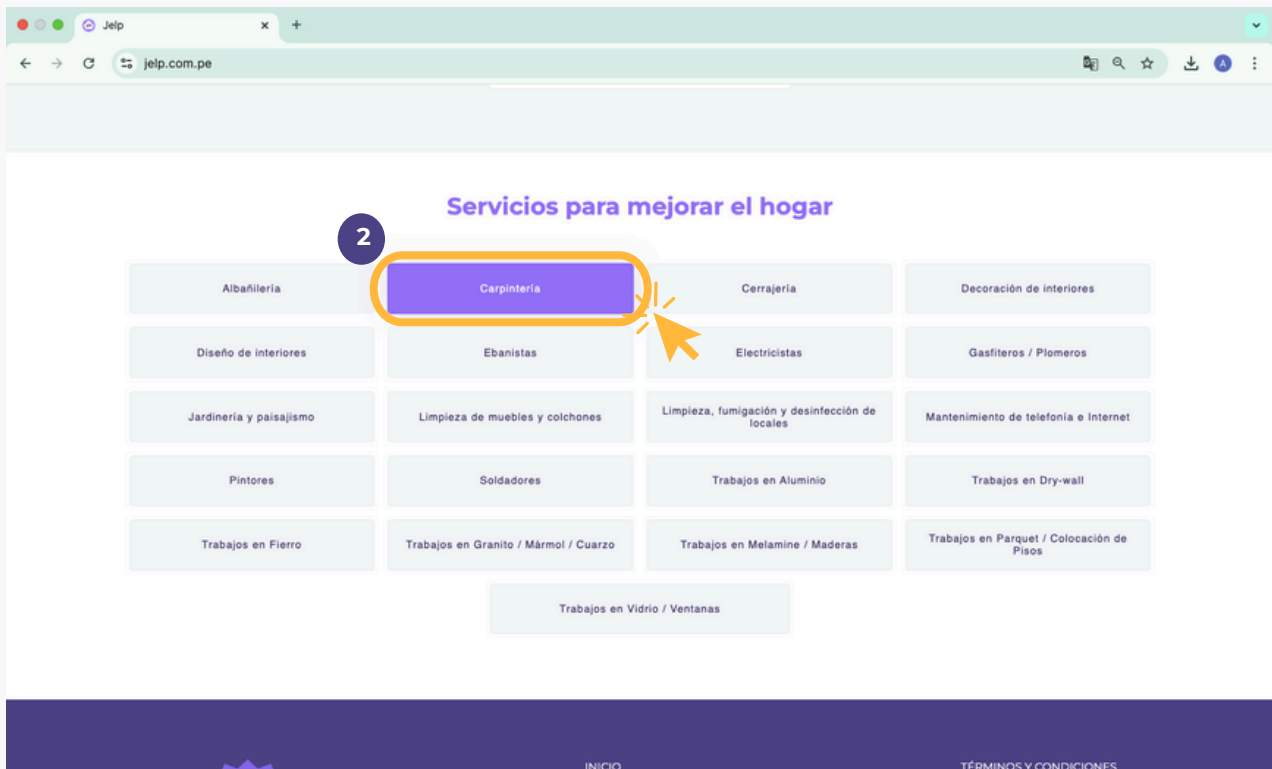 Jelp
jelp.com.pe
A
Servicios para mejorar el hogar
2
Albañilería
Carpintería
Cerrajería
Decoración de interiores
Diseño de interiores
Ebanistas
Electricistas
Gasfiteros / Plomeros
Jardinería y paisajismo
Limpieza de muebles y colchones
Limpieza, fumigación y desinfección de
locales
Mantenimiento de telefonía e Internet
Pintores
Soldadores
Trabajos en Aluminio
Trabajos en Dry-wall
Trabajos en Fierro
Trabajos en Granito / Mármol / Cuarzo
Trabajos en Melamine / Maderas
Trabajos en Parquet / Colocación de
Pisos
Trabajos en Vidrio / Ventanas
INICIO
TÉRMINOS Y CONDICIONES